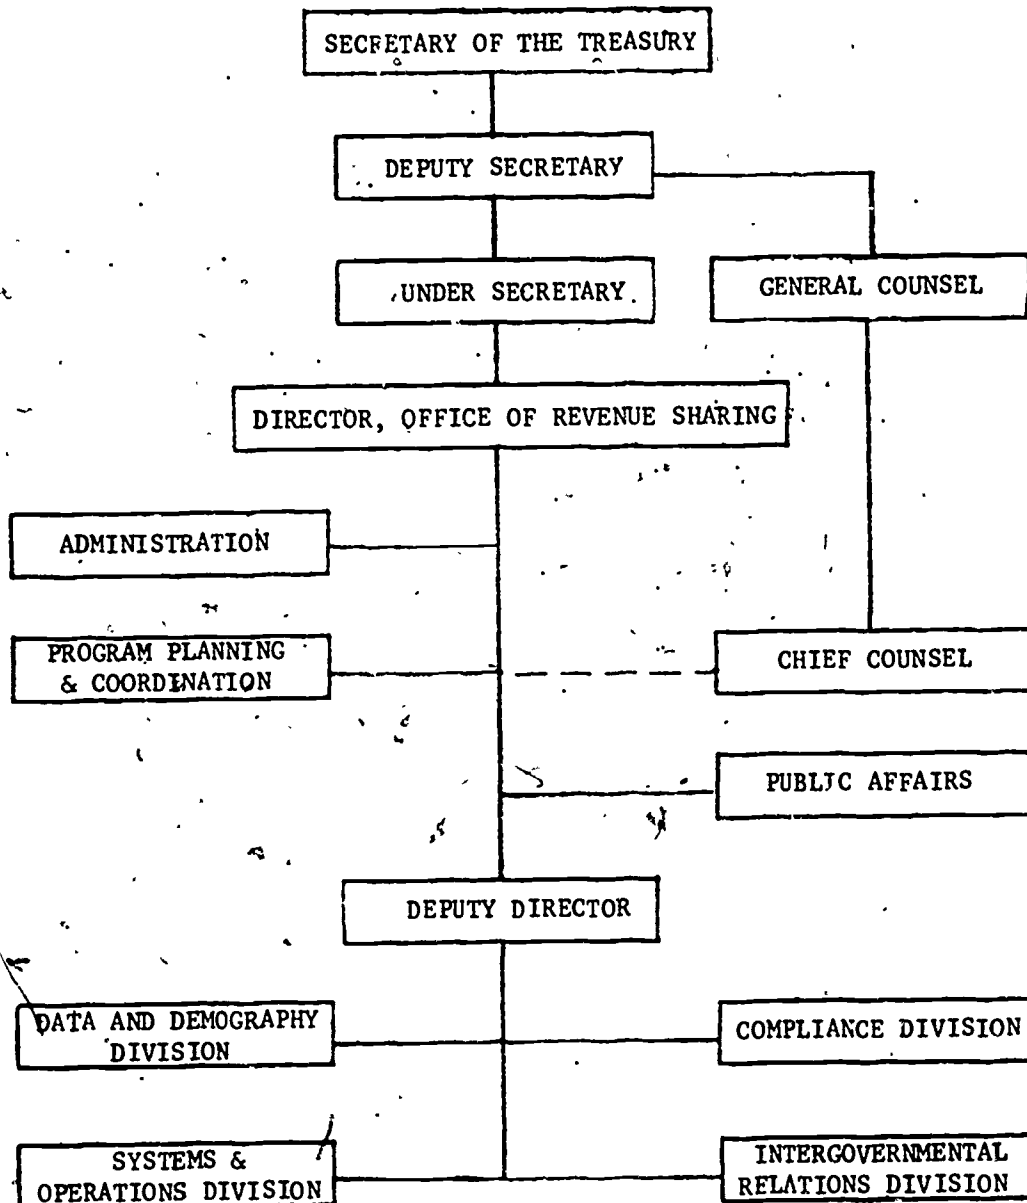 SECRETARY OF THE TREASURY
DEPUTY SECRETARY
UNDER SECRETARY
GENERAL COUNSEL
DIRECTOR, OFFICE OF REVENUE SHARING
ADMINISTRATION
PROGRAM PLANNING
& COORDINATION
CHIEF COUNSEL
PUBLIC AFFAIRS
DEPUTY DIRECTOR
DATA AND DEMOGRAPHY
DIVISION
COMPLIANCE DIVISION
SYSTEMS &
OPERATIONS DIVISION
INTERGOVERNMENTAL
RELATIONS DIVISION